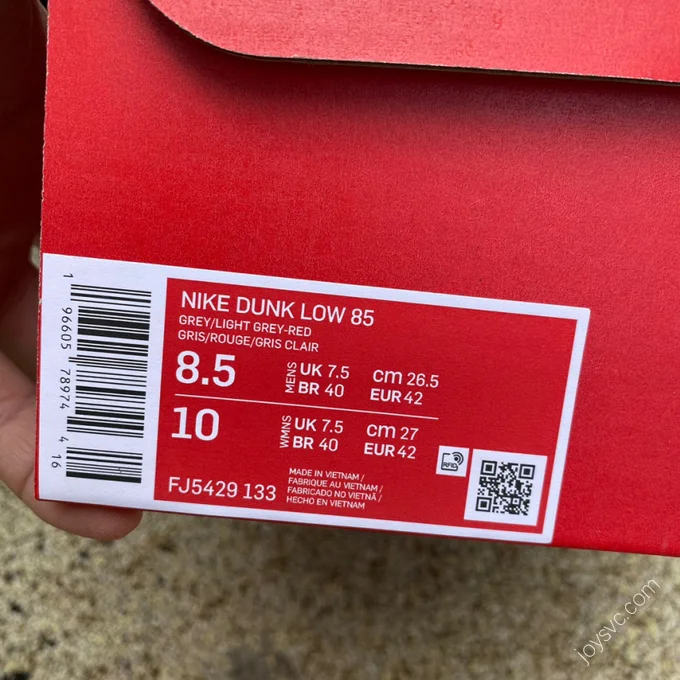 1
96605
78974
4
16
NIKE DUNK LOW 85
GREY/LIGHT GREY-RED
GRIS/ROUGE/GRIS CLAIR
8.5
MENS
UK 7.5
BR 40
cm 26.5
EUR 42
10
WMNS
UK 7.5
BR 40
cm 27
EUR 42
FJ5429 133
MADE IN VIETNAM /
FABRIQUE AU VIETNAM /
FABRICADO NO VIETNÃ /
HECHO EN VIETNAM
RFID
joysvc.com